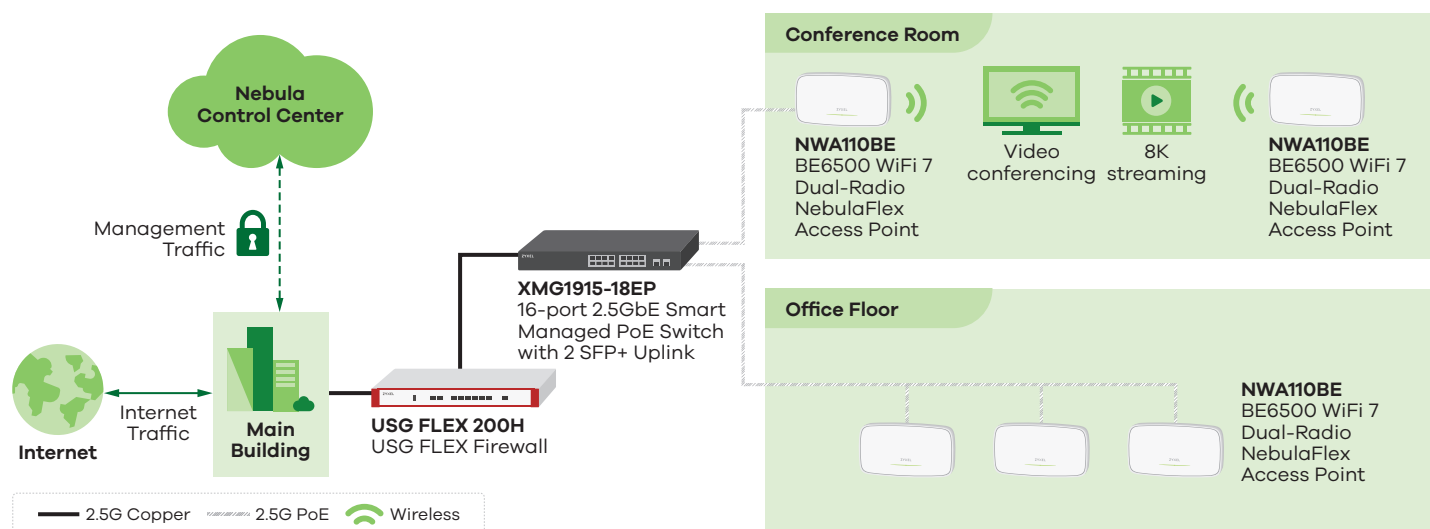 Nebula
Control Center
Management
Traffic
Internet
Internet
Traffic
Main
Building
USG FLEX 200H
USG FLEX Firewall
XMG1915-18EP
16-port 2.5GbE Smart
Managed PoE Switch
with 2 SFP+ Uplink
Conference Room
NWA110BE
BE6500 WiFi 7
Dual-Radio
NebulaFlex
Access Point
Video
conferencing
8K
streaming
NWA110BE
BE6500 WiFi 7
Dual-Radio
NebulaFlex
Access Point
Office Floor
NWA110BE
BE6500 WiFi 7
Dual-Radio
NebulaFlex
Access Point
2.5G Copper
2.5G PoE
Wireless